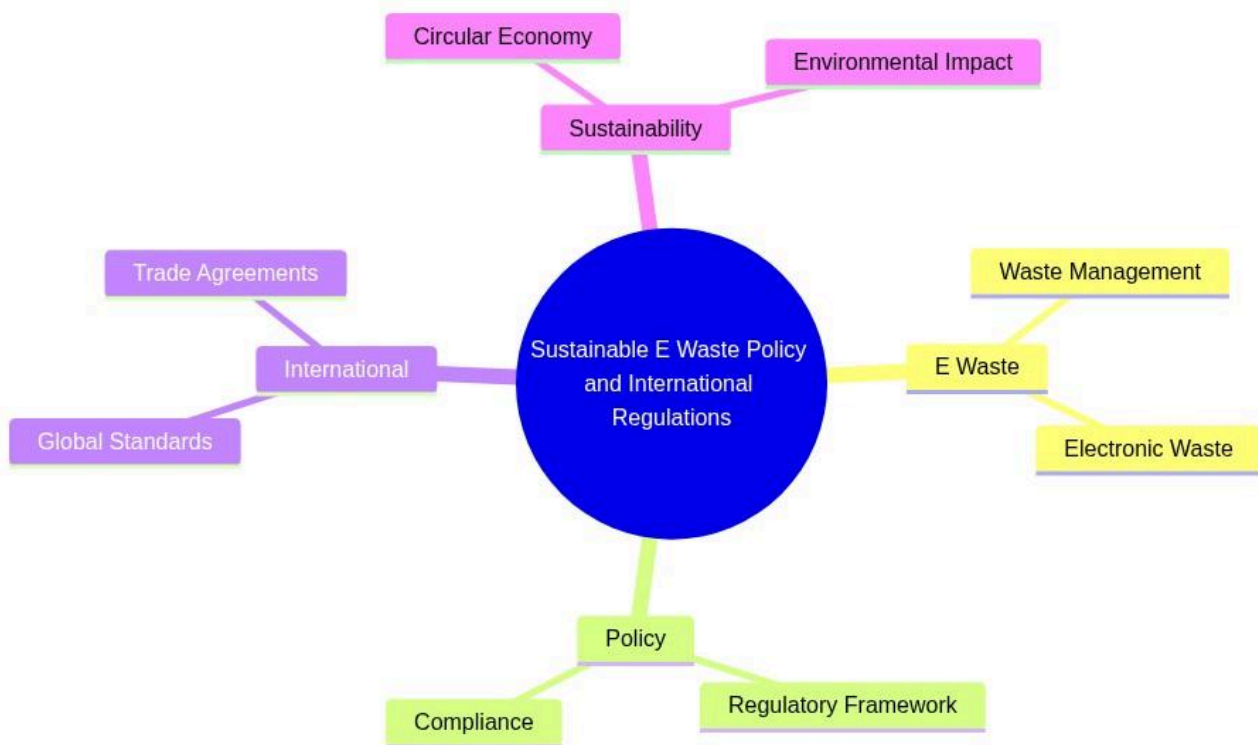 Circular Economy
Environmental Impact
Sustainability
Trade Agreements
Waste Management
International
Sustainable E Waste Policy
and International
Regulations
E Waste
Global Standards
Electronic Waste
Policy
Compliance
Regulatory Framework